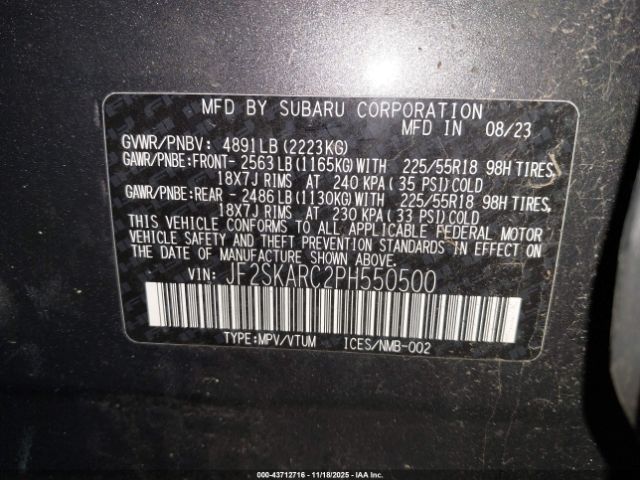 MFD BY SUBARU CORPORATION
MFD IN 08/23
GVWR/PNBV: 4891LB(2223KG)
GAWR/PNBE:FRONT- 2563LB(1165KG)WITH 225/55R18 98H TIRES,
18X7J RIMS AT 240 KPA(35 PSI)COLD
GAWR/PNBE:REAR - 2486LB(1130KG)WITH 225/55R18 98H TIRES,
18X7J RIMS AT 230 KPA(33 PSI)COLD
THIS VEHICLE CONFORMS TO ALL APPLICABLE FEDERAL MOTOR
VEHICLE SAFETY AND THEFT PREVENTION STANDARDS IN EFFECT ON
THE DATE OF MANUFACTURE SHOWN ABOVE.
VIN: JF2SKARC2PH550500
TYPE:MPV/VTUM ICES/NMB-002
000-43712716 - 11/18/2025 - IAA Inc.